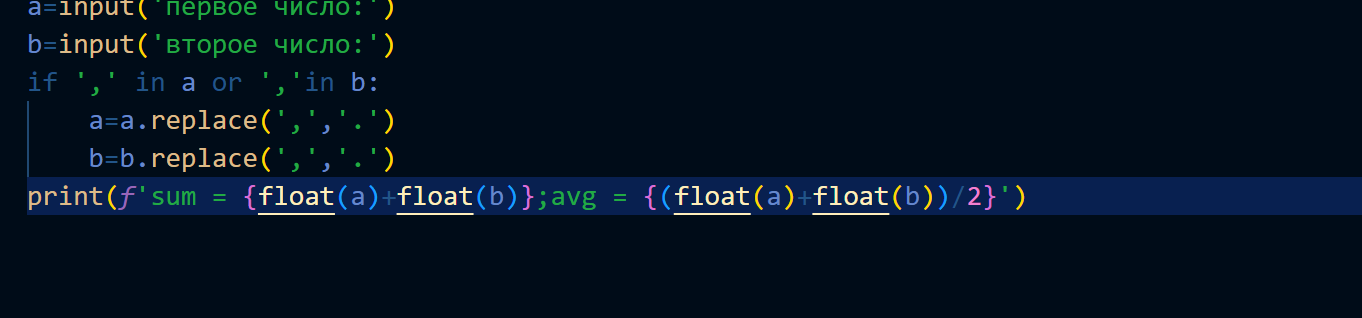 a=input('первое число:')
b=input('второе число:')
if ',' in a or ','in b:
    a=a.replace(',','.')
    b=b.replace(',','.')
print(f'sum = {float(a)+float(b)};avg = {(float(a)+float(b))/2}')